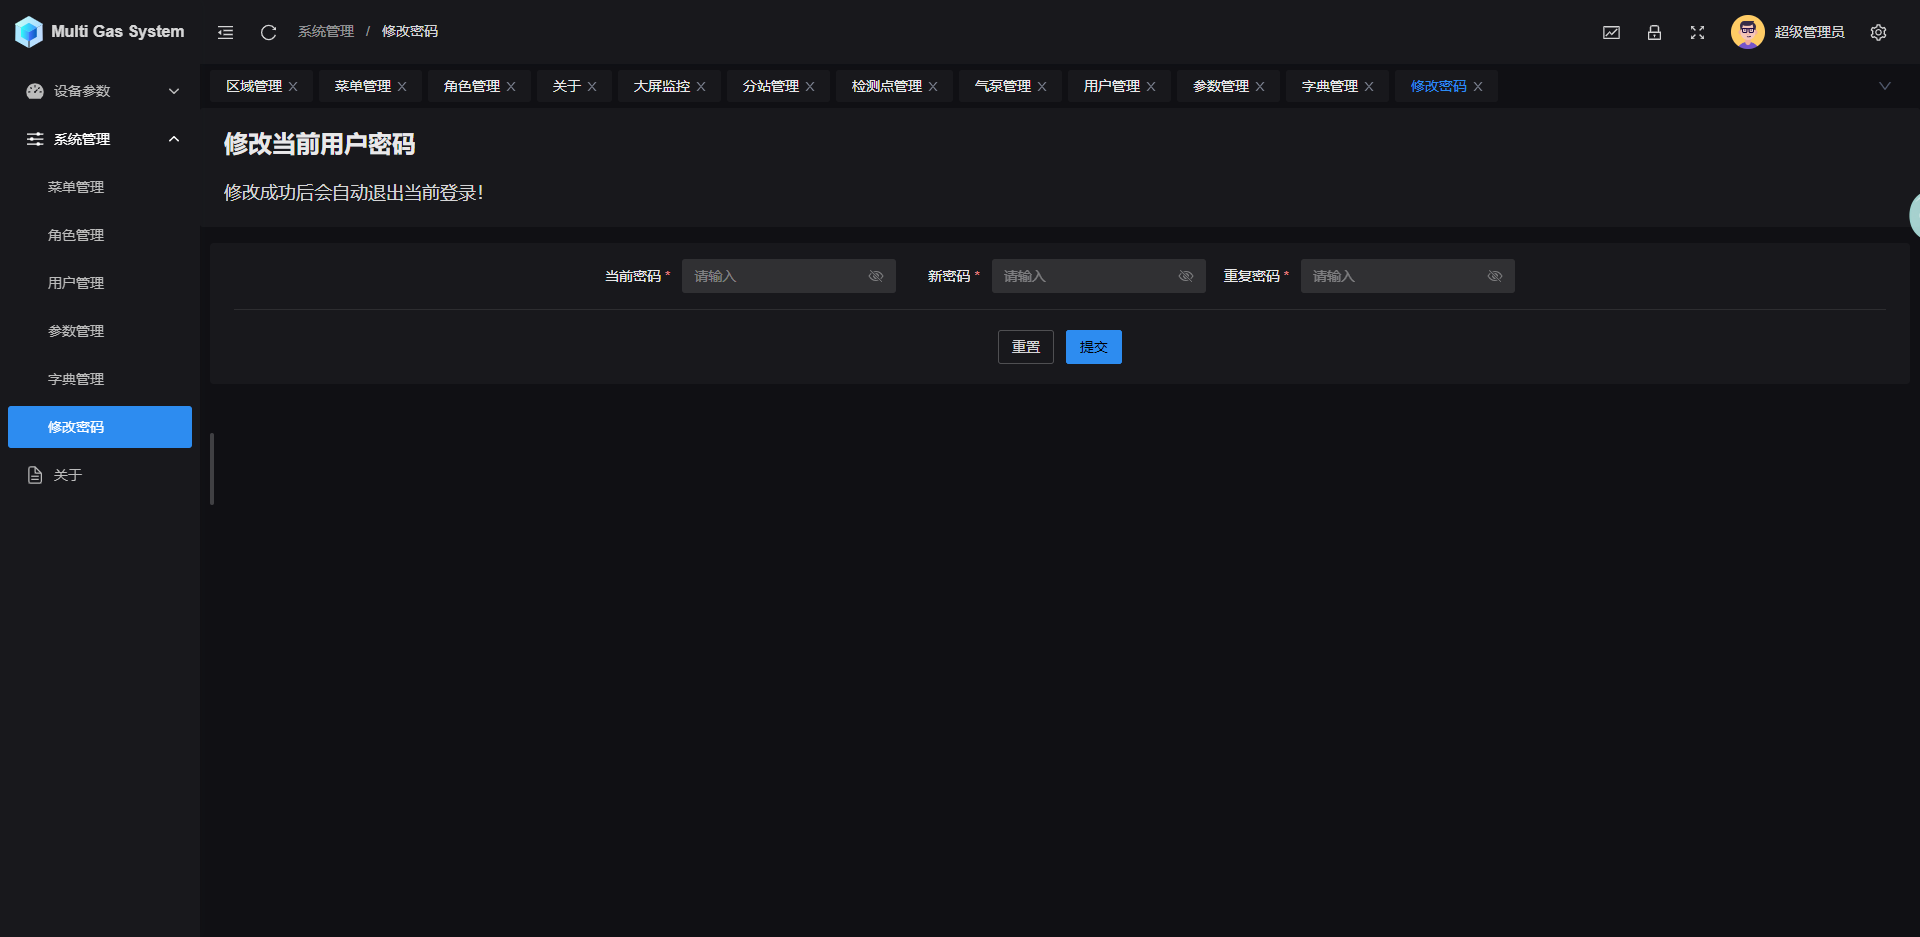 Multi Gas System
系统管理 / 修改密码
超级管理员
设备参数
系统管理
菜单管理
角色管理
用户管理
参数管理
字典管理
修改密码
关于
区域管理 菜单管理 角色管理 关于 大屏监控 分站管理 检测点管理 气泵管理 用户管理 参数管理 字典管理 修改密码
修改当前用户密码
修改成功后会自动退出当前登录!
当前密码 * 请输入 新密码 * 请输入 重复密码 * 请输入
重置 提交